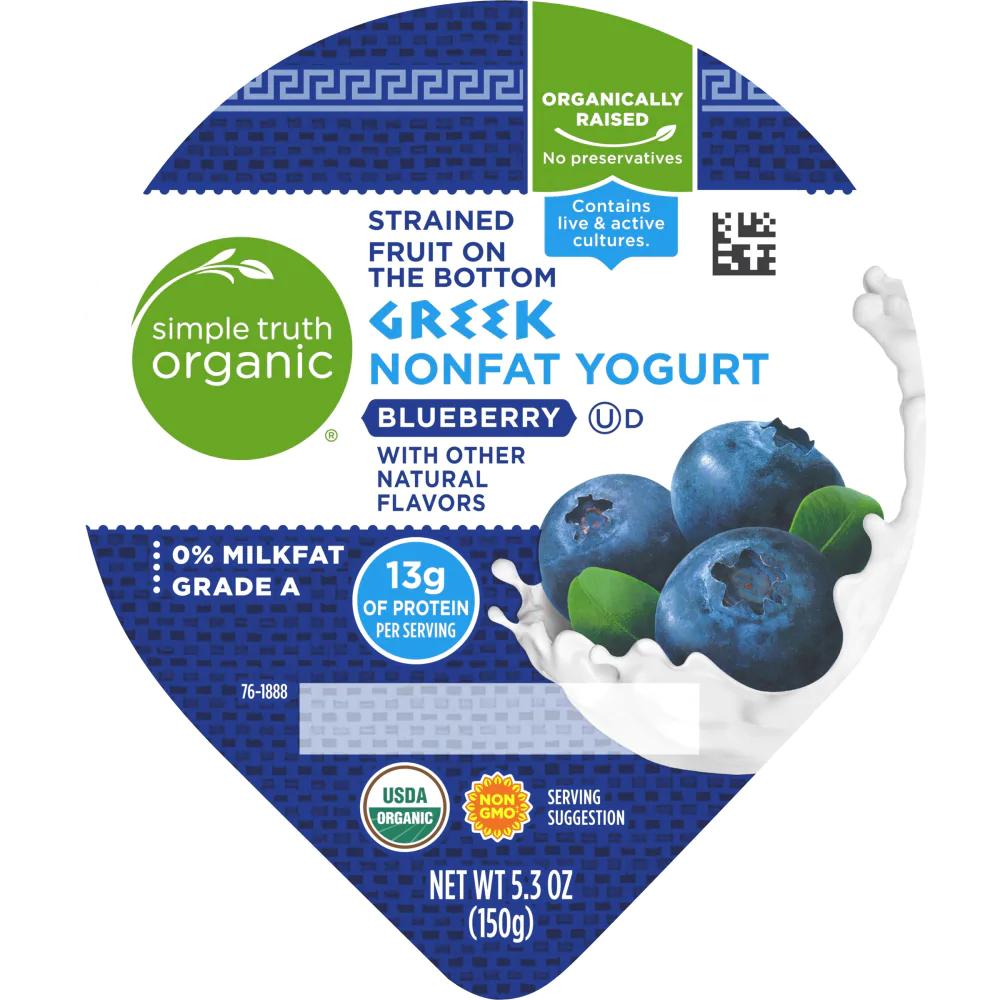 ORGANICALLY
RAISED
No preservatives
Contains
live & active
cultures.
simple truth
organic
®
STRAINED
FRUIT ON
THE BOTTOM
GREEK
NONFAT YOGURT
BLUEBERRY
U D
WITH OTHER
NATURAL
FLAVORS
0% MILKFAT
GRADE A
13g
OF PROTEIN
PER SERVING
76-1888
USDA
ORGANIC
NON
GMO
SERVING
SUGGESTION
NET WT 5.3 OZ
(150g)